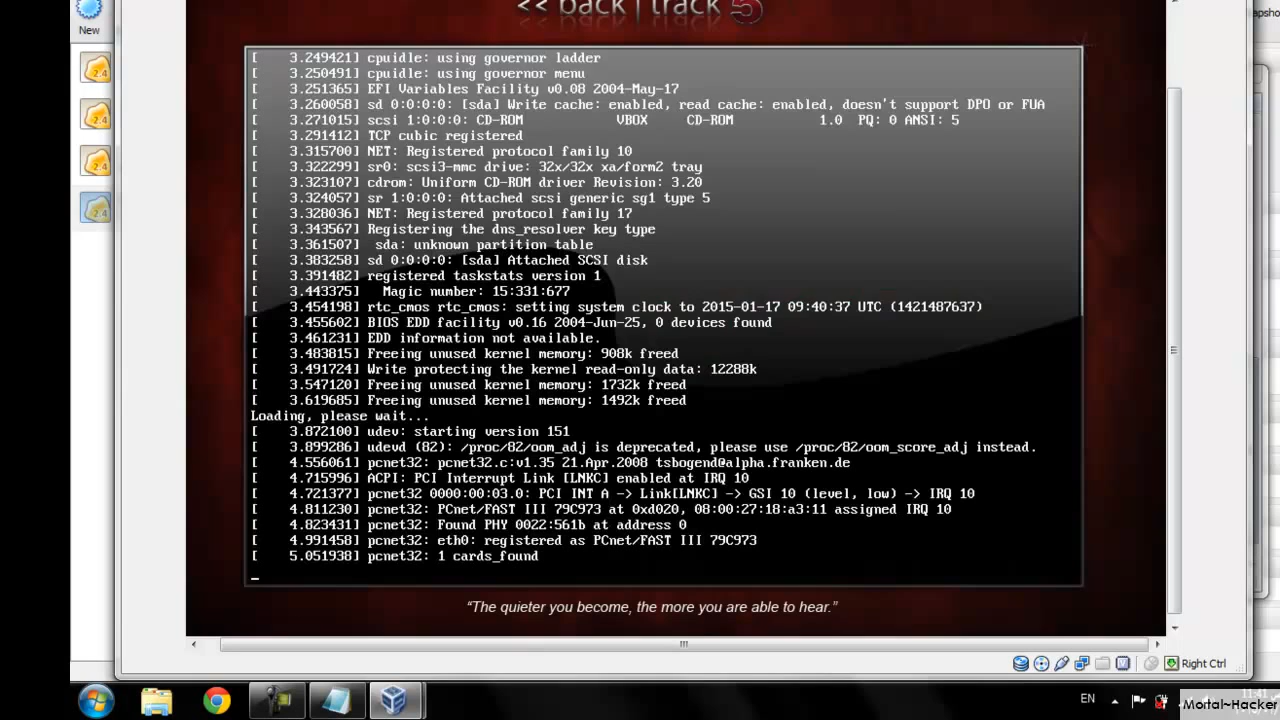 << back | track 5
New
2.4
2.4
2.4
2.4
[    3.249421] cpuidle: using governor ladder
[    3.250491] cpuidle: using governor menu
[    3.251365] EFI Variables Facility v0.08 2004-May-17
[    3.260058] sd 0:0:0:0: [sda] Write cache: enabled, read cache: enabled, doesn't support DPO or FUA
[    3.271015] scsi 1:0:0:0: CD-ROM            VBOX     CD-ROM           1.0  PQ: 0 ANSI: 5
[    3.291412] TCP cubic registered
[    3.315700] NET: Registered protocol family 10
[    3.322299] sr0: scsi3-mmc drive: 32x/32x xa/form2 tray
[    3.323107] cdrom: Uniform CD-ROM driver Revision: 3.20
[    3.324057] sr 1:0:0:0: Attached scsi generic sg1 type 5
[    3.328036] NET: Registered protocol family 17
[    3.343567] Registering the dns_resolver key type
[    3.361507]  sda: unknown partition table
[    3.383258] sd 0:0:0:0: [sda] Attached SCSI disk
[    3.391482] registered taskstats version 1
[    3.443375]   Magic number: 15:331:677
[    3.454198] rtc_cmos rtc_cmos: setting system clock to 2015-01-17 09:40:37 UTC (1421487637)
[    3.455602] BIOS EDD facility v0.16 2004-Jun-25, 0 devices found
[    3.461231] EDD information not available.
[    3.483815] Freeing unused kernel memory: 908k freed
[    3.491724] Write protecting the kernel read-only data: 12288k
[    3.547120] Freeing unused kernel memory: 1732k freed
[    3.619685] Freeing unused kernel memory: 1492k freed
Loading, please wait...
[    3.872100] udev: starting version 151
[    3.899286] udevd (82): /proc/82/oom_adj is deprecated, please use /proc/82/oom_score_adj instead.
[    4.556061] pcnet32: pcnet32.c:v1.35 21.Apr.2008 tsbogend@alpha.franken.de
[    4.715996] ACPI: PCI Interrupt Link [LNKC] enabled at IRQ 10
[    4.721377] pcnet32 0000:00:03.0: PCI INT A -> Link[LNKC] -> GSI 10 (level, low) -> IRQ 10
[    4.811230] PCnet/FAST III 79C973 at 0xd020, 08:00:27:18:a3:11 assigned IRQ 10
[    4.823431] pcnet32: Found PHY 0022:561b at address 0
[    4.991458] pcnet32: eth0: registered as PCnet/FAST III 79C973
[    5.051938] pcnet32: 1 cards_found
“The quieter you become, the more you are able to hear.”
Right Ctrl
EN
Mortal~Hacker